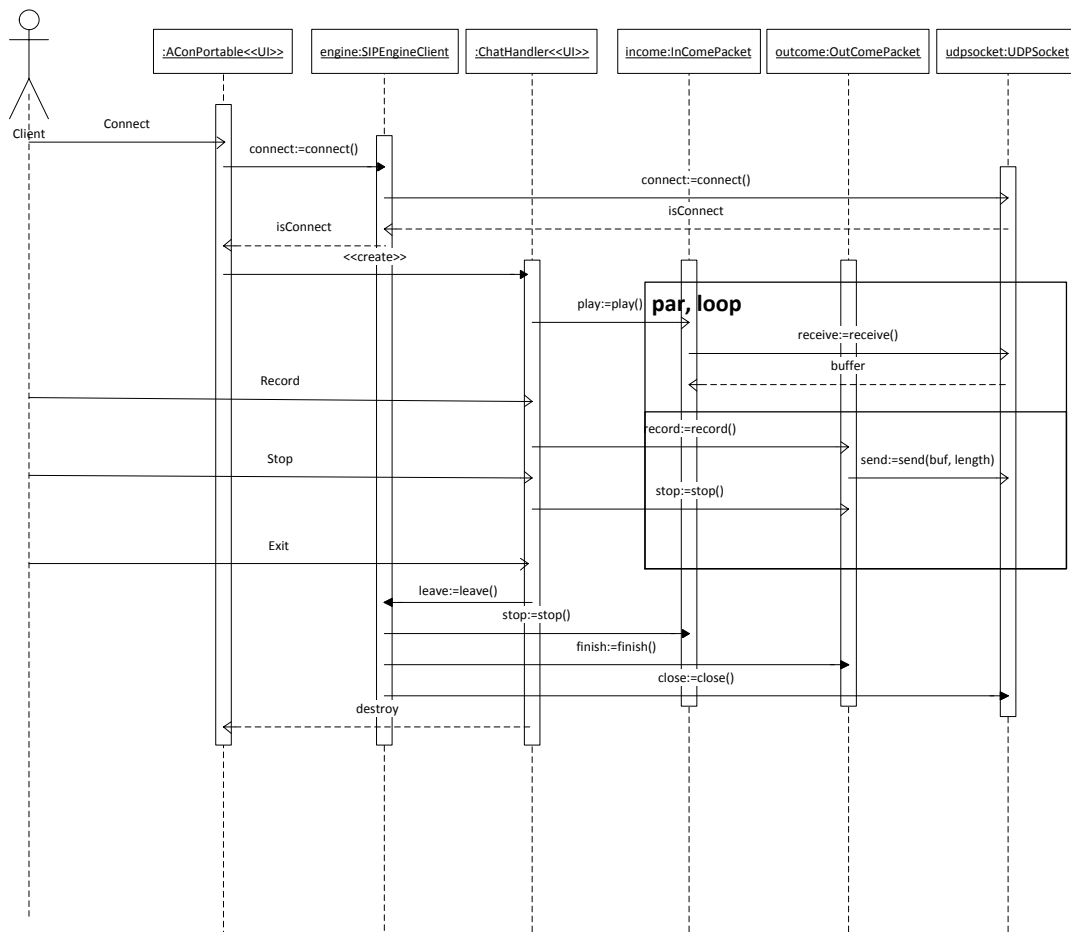 :AConPortable<<UI>>
engine:SIPEngineClient
:ChatHandler<<UI>>
income:InComePacket
outcome:OutComePacket
udpsocket:UDPSocket
Client
Connect
connect:=connect()
connect:=connect()
isConnect
isConnect
<<create>>
par, loop
play:=play()
receive:=receive()
buffer
Record
record:=record()
Stop
send:=send(buf, length)
stop:=stop()
Exit
leave:=leave()
stop:=stop()
finish:=finish()
close:=close()
destroy